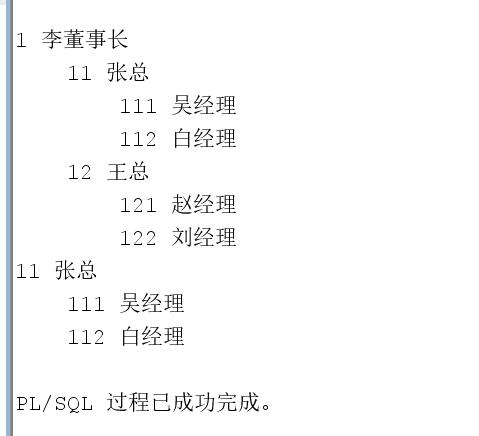 1 李董事长
    11 张总
        111 吴经理
        112 白经理
    12 王总
        121 赵经理
        122 刘经理
11 张总
    111 吴经理
    112 白经理
PL/SQL 过程已成功完成。